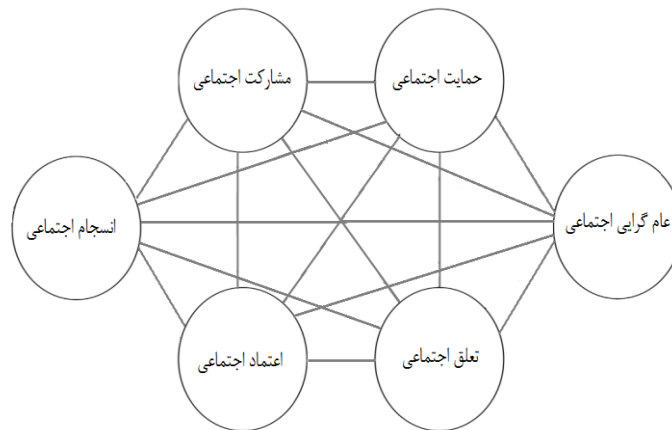 حمایت اجتماعی
مشارکت اجتماعی
عام گرایی اجتماعی
انسجام اجتماعی
تعلق اجتماعی
اعتماد اجتماعی